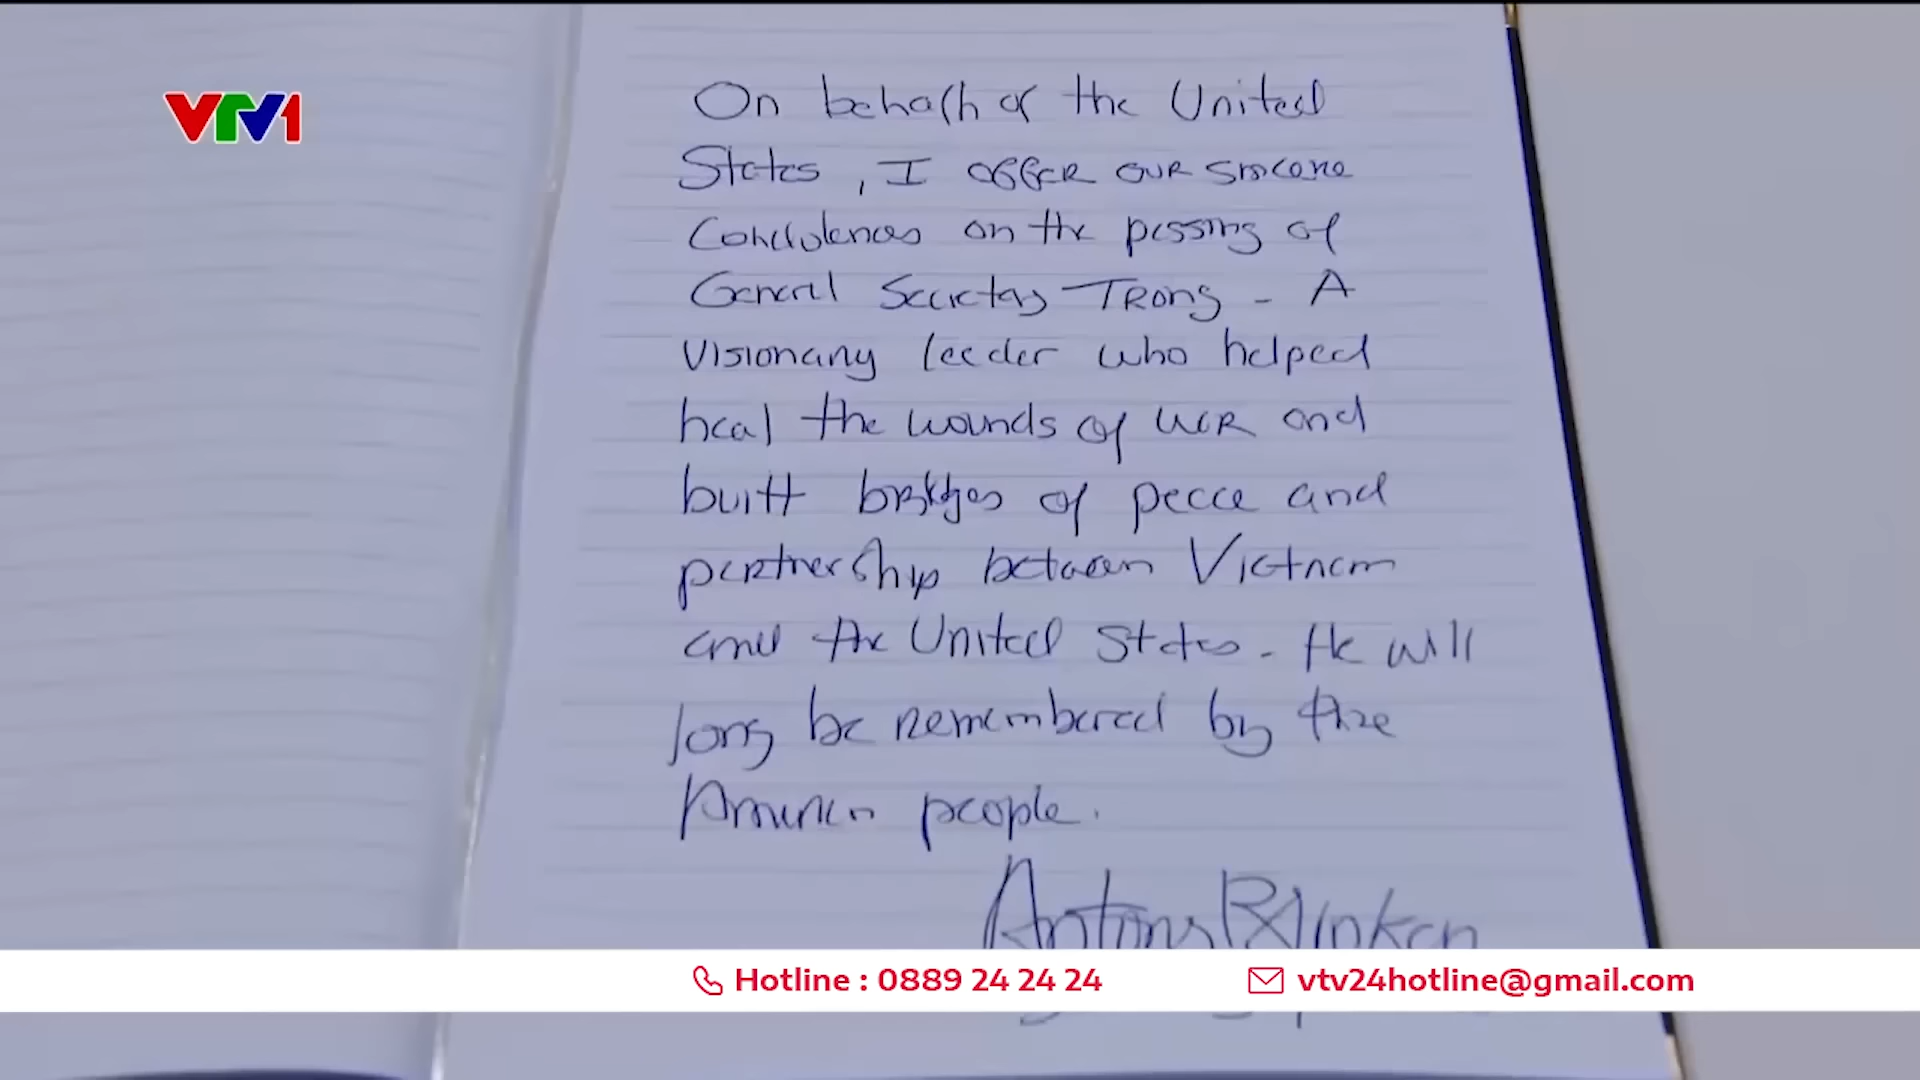 VTV1
On behalf of the United
States, I offer our sincere
Condolences on the passing of
General Secretary Trong - A
visionary leader who helped
heal the wounds of war and
built bridges of peace and
partnership between Vietnam
and the United States. He will
long be remembered by the
American people.
Antony Blinken
Hotline : 0889 24 24 24
vtv24hotline@gmail.com